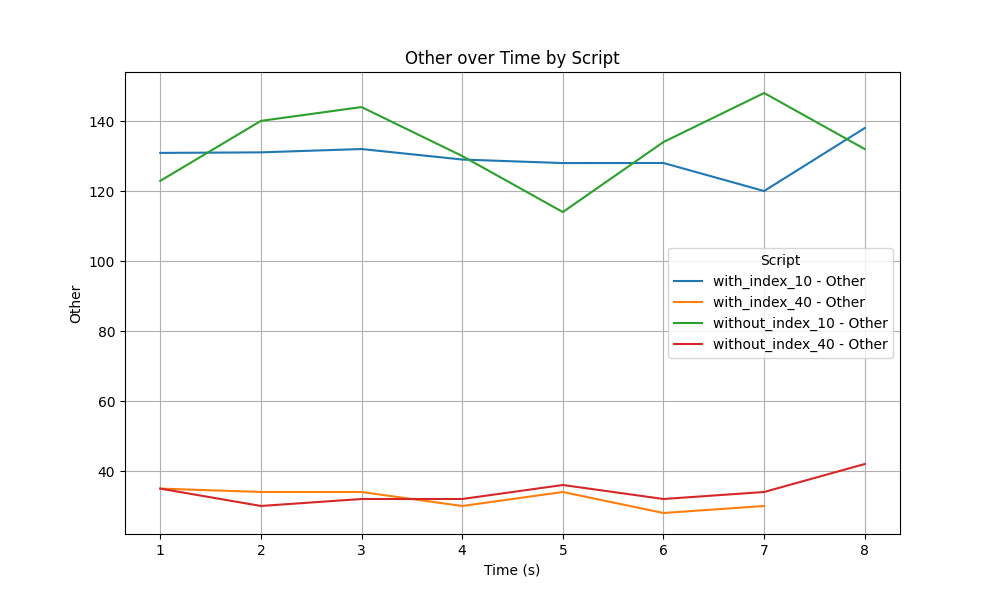 Other over Time by Script
Other
140
120
100
80
60
40
Script
with_index_10 - Other
with_index_40 - Other
without_index_10 - Other
without_index_40 - Other
1 2 3 4 5 6 7 8
Time (s)